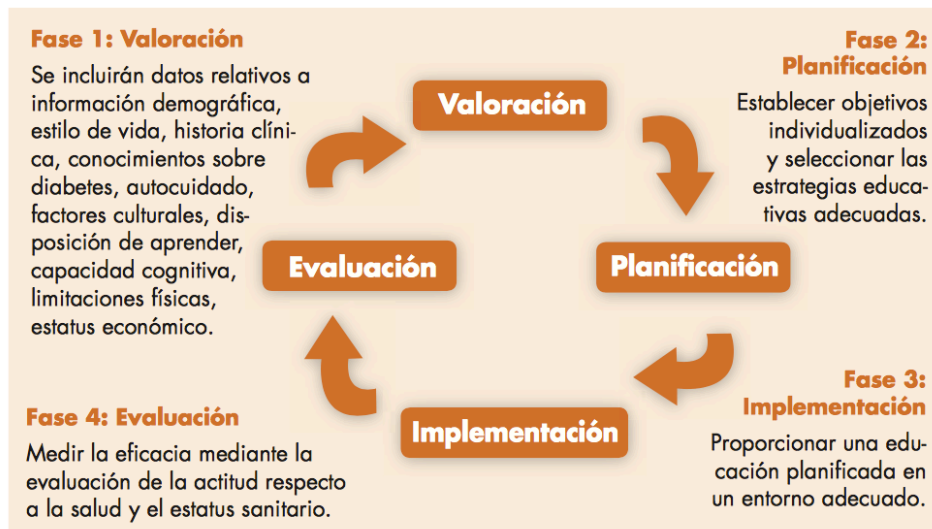 Fase 1: Valoración
Se incluirán datos relativos a
información demográfica,
estilo de vida, historia clíni-
ca, conocimientos sobre
diabetes, autocuidado,
factores culturales, dis-
posición de aprender,
capacidad cognitiva,
limitaciones físicas,
estatus económico.
Valoración
Fase 2:
Planificación
Establecer objetivos
individualizados
y seleccionar las
estrategias educa-
tivas adecuadas.
Evaluación
Planificación
Implementación
Fase 3:
Implementación
Proporcionar una edu-
cación planificada en
un entorno adecuado.
Fase 4: Evaluación
Medir la eficacia mediante la
evaluación de la actitud respecto
a la salud y el estatus sanitario.